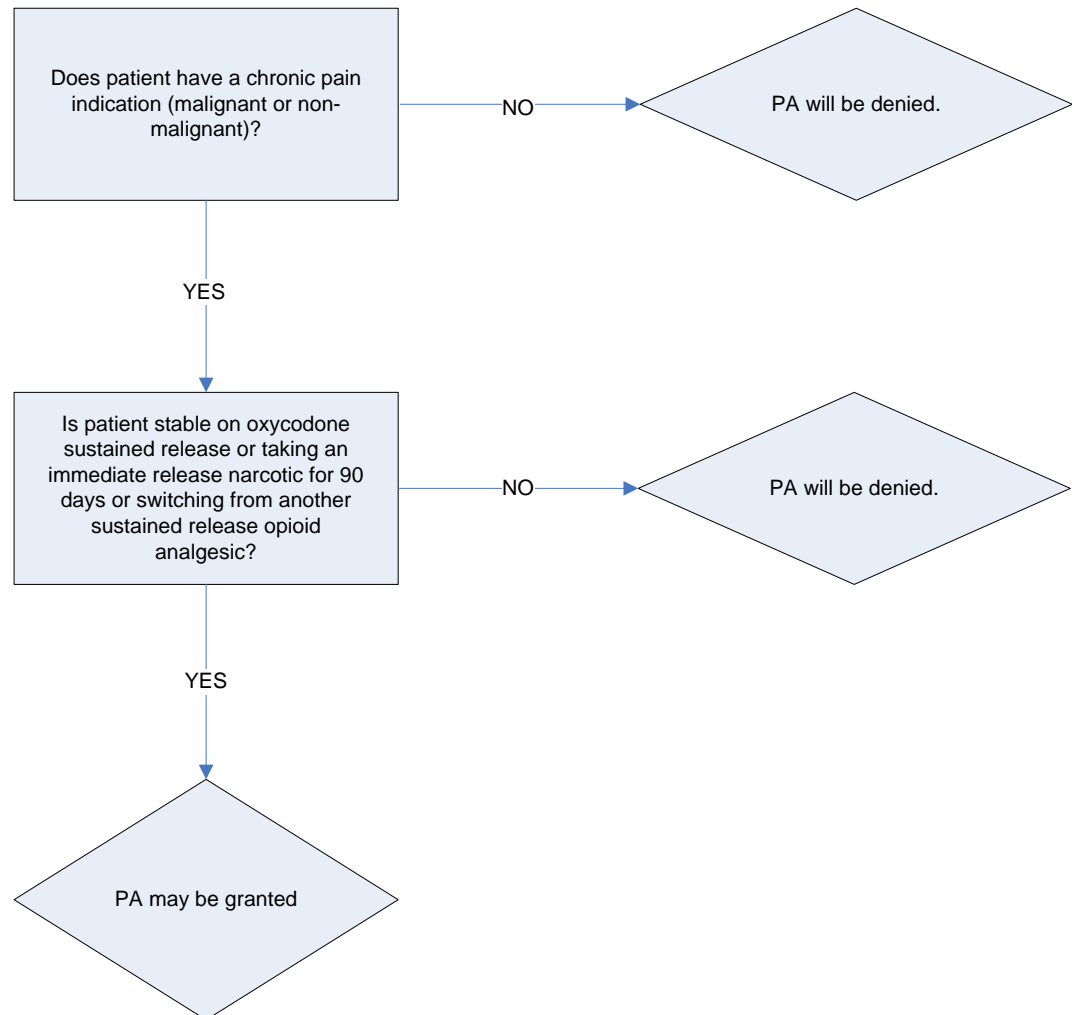 Does patient have a chronic pain
indication (malignant or non-
malignant)?
NO
PA will be denied.
YES
Is patient stable on oxycodone
sustained release or taking an
immediate release narcotic for 90
days or switching from another
sustained release opioid
analgesic?
NO
PA will be denied.
YES
PA may be granted